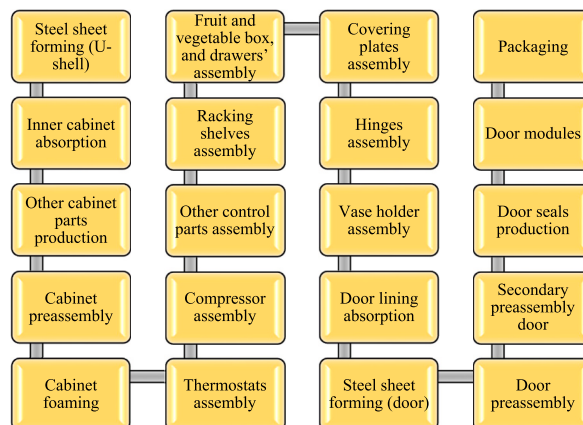 Steel sheet
forming (U-
shell)
Inner cabinet
absorption
Other cabinet
parts
production
Cabinet
preassembly
Cabinet
foaming
Thermostats
assembly
Compressor
assembly
Other control
parts assembly
Racking
shelves
assembly
Fruit and
vegetable box,
and drawers'
assembly
Covering
plates
assembly
Hinges
assembly
Vase holder
assembly
Door lining
absorption
Steel sheet
forming (door)
Door
preassembly
Secondary
preassembly
door
Door seals
production
Door modules
Packaging